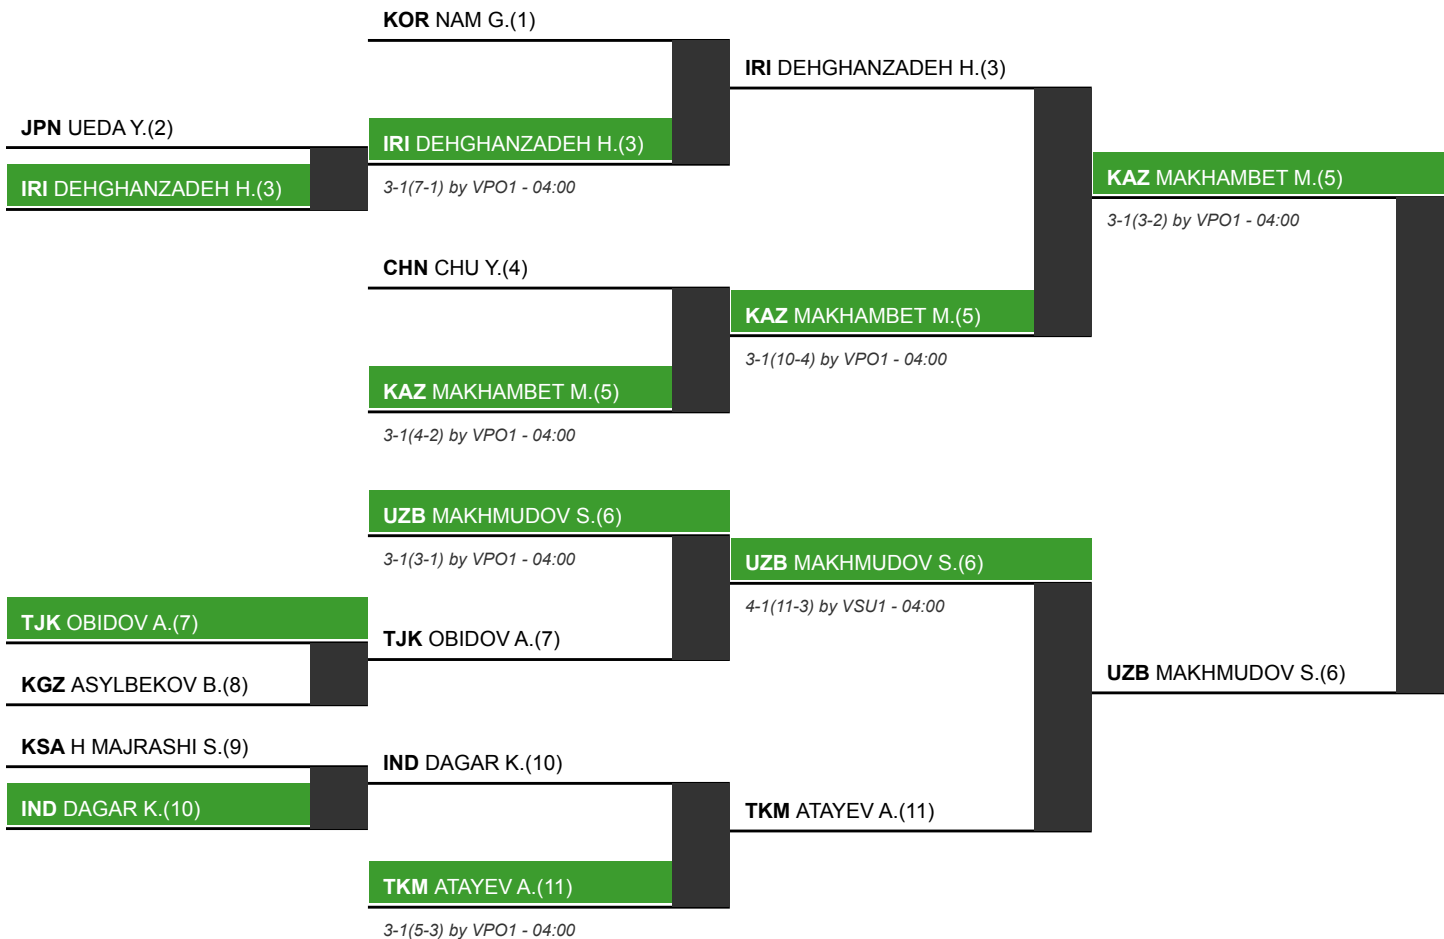 JPN UEDA Y.(2)
IRI DEHGHANZADEH H.(3)
TJK OBIDOV A.(7)
KGZ ASYLBEKOV B.(8)
KSA H MAJRASHI S.(9)
IND DAGAR K.(10)
KOR NAM G.(1)
IRI DEHGHANZADEH H.(3)
3-1(7-1) by VPO1 - 04:00
CHN CHU Y.(4)
KAZ MAKHAMBET M.(5)
3-1(4-2) by VPO1 - 04:00
UZB MAKHMUDOV S.(6)
3-1(3-1) by VPO1 - 04:00
TJK OBIDOV A.(7)
IND DAGAR K.(10)
TKM ATAYEV A.(11)
3-1(5-3) by VPO1 - 04:00
IRI DEHGHANZADEH H.(3)
KAZ MAKHAMBET M.(5)
3-1(10-4) by VPO1 - 04:00
UZB MAKHMUDOV S.(6)
4-1(11-3) by VSU1 - 04:00
TKM ATAYEV A.(11)
KAZ MAKHAMBET M.(5)
3-1(3-2) by VPO1 - 04:00
UZB MAKHMUDOV S.(6)